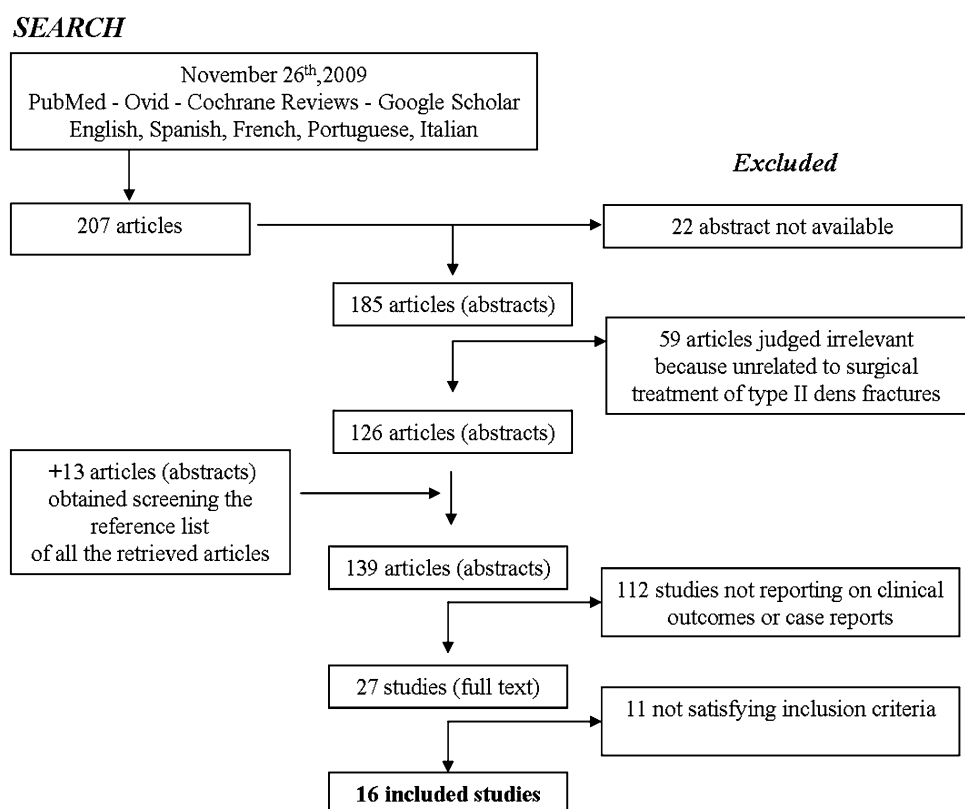 SEARCH
November 26th,2009
PubMed - Ovid - Cochrane Reviews - Google Scholar
English, Spanish, French, Portuguese, Italian
Excluded
207 articles
22 abstract not available
185 articles (abstracts)
59 articles judged irrelevant
because unrelated to surgical
treatment of type II dens fractures
126 articles (abstracts)
+13 articles (abstracts)
obtained screening the
reference list
of all the retrieved articles
139 articles (abstracts)
112 studies not reporting on clinical
outcomes or case reports
27 studies (full text)
11 not satisfying inclusion criteria
16 included studies